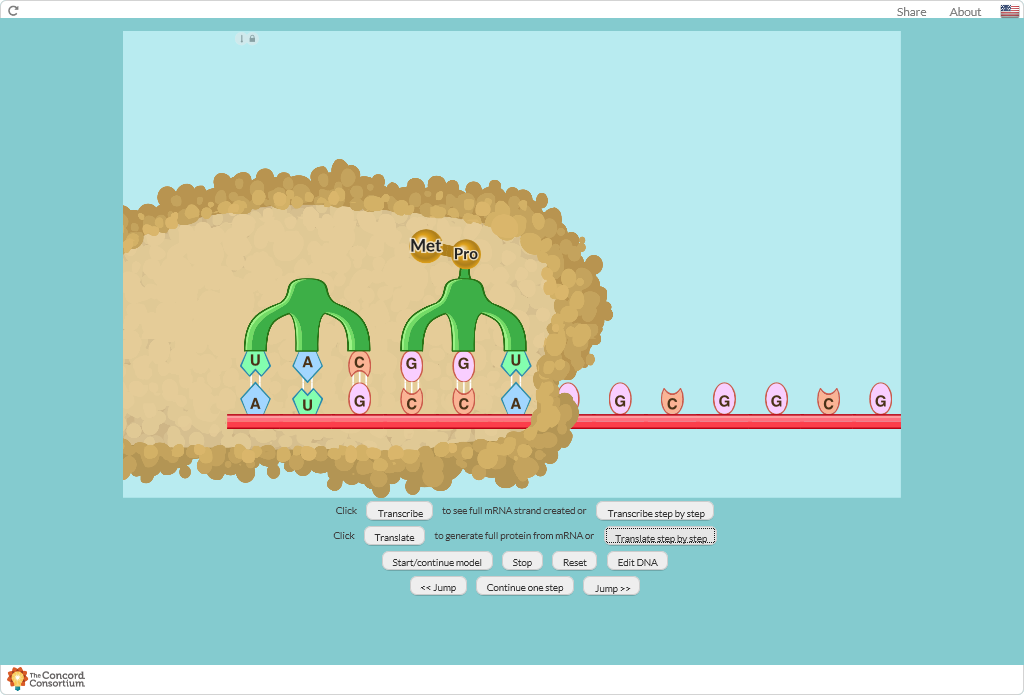 Share About
Met Pro
U A C G G U
A U G C C A G C G G C G
Click Transcribe to see full mRNA strand created or Transcribe step by step
Click Translate to generate full protein from mRNA or Translate step by step
Start/continue model Stop Reset Edit DNA
<< Jump Continue one step Jump >>
The Concord
Consortium